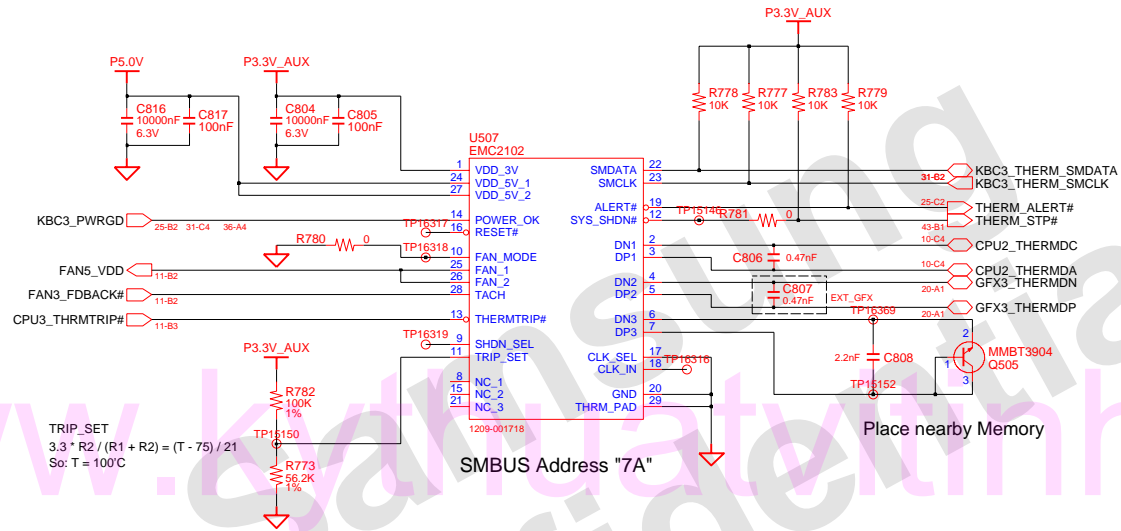 P3.3V_AUX
P5.0V
P3.3V_AUX
C816
10000nF
6.3V
C817
100nF
C804
10000nF
6.3V
C805
100nF
R778
10K
R777
10K
R783
10K
R779
10K
U507
EMC2102
1 VDD_3V
24 VDD_5V_1
27 VDD_5V_2
14 POWER_OK
16 RESET#
10 FAN_MODE
25 FAN_1
26 FAN_2
28 TACH
13 THERMTRIP#
9 SHDN_SEL
11 TRIP_SET
8 NC_1
15 NC_2
21 NC_3
SMDATA 22
SMCLK 23
ALERT# 19
SYS_SHDN# 12
DN1 2
DP1 3
DN2 4
DP2 5
DN3 6
DP3 7
CLK_SEL 17
CLK_IN 18
GND 20
THRM_PAD 29
1209-001718
KBC3_PWRGD
25-B2 31-C4 36-A4
TP16317
R780 0
TP16318
FAN5_VDD
11-B2
FAN3_FDBACK#
11-B2
CPU3_THRMTRIP#
11-B3
TP16319
P3.3V_AUX
R782
100K
1%
TP15150
R773
56.2K
1%
TRIP_SET
3.3 * R2 / (R1 + R2) = (T - 75) / 21
So: T = 100'C
KBC3_THERM_SMDATA
31-B2
KBC3_THERM_SMCLK
25-C2
THERM_ALERT#
TP15146
R781 0
43-B1
THERM_STP#
10-C4
CPU2_THERMDC
C806 0.47nF
10-C4
CPU2_THERMDA
GFX3_THERMDN
C807
0.47nF
EXT_GFX
20-A1
20-A1
GFX3_THERMDP
TP16369
2.2nF C808
TP15152
2
1
3
MMBT3904
Q505
TP16316
Place nearby Memory
SMBUS Address "7A"
Samsung
www.kythuatvitinh